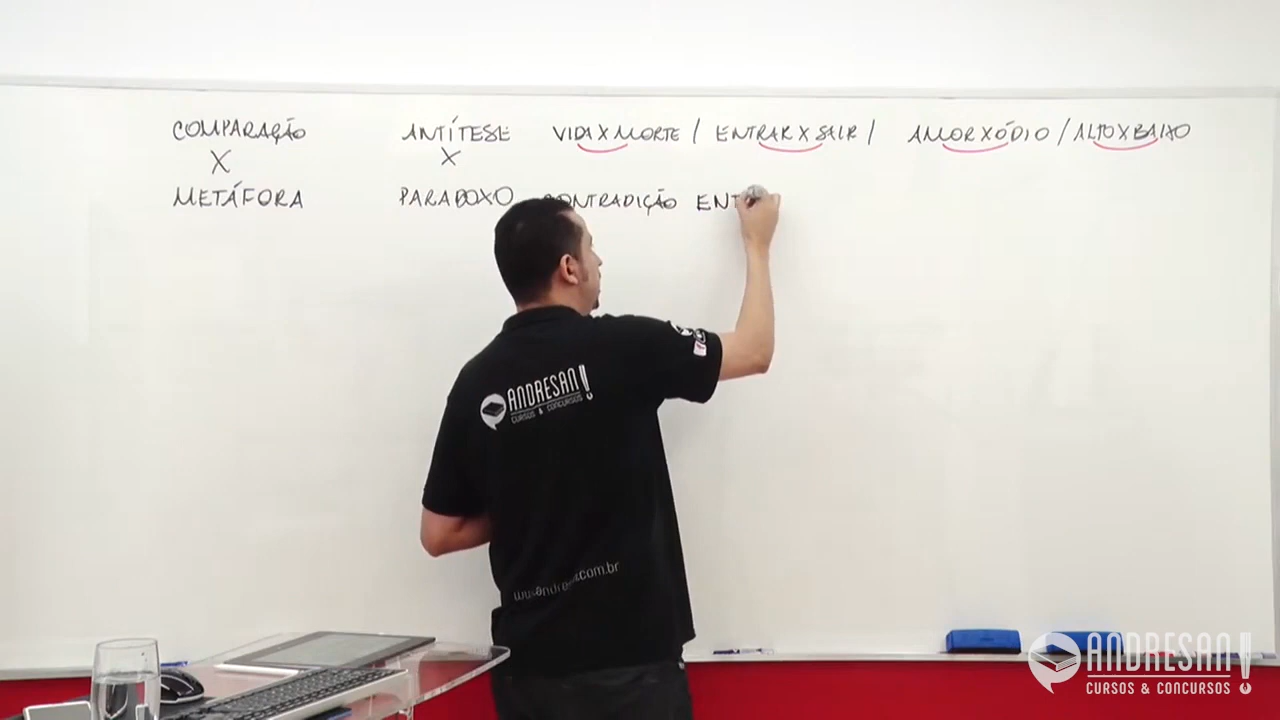 COMPARAÇÃO
X
METÁFORA
ANTÍTESE VIDA X MORTE / ENTRAR X SAIR / AMOR X ÓDIO / ALTO X BAIXO
X
PARADOXO CONTRADIÇÃO ENT
ANDRESAN!
CURSOS & CONCURSOS
ANDRESAN!
CURSOS & CONCURSOS